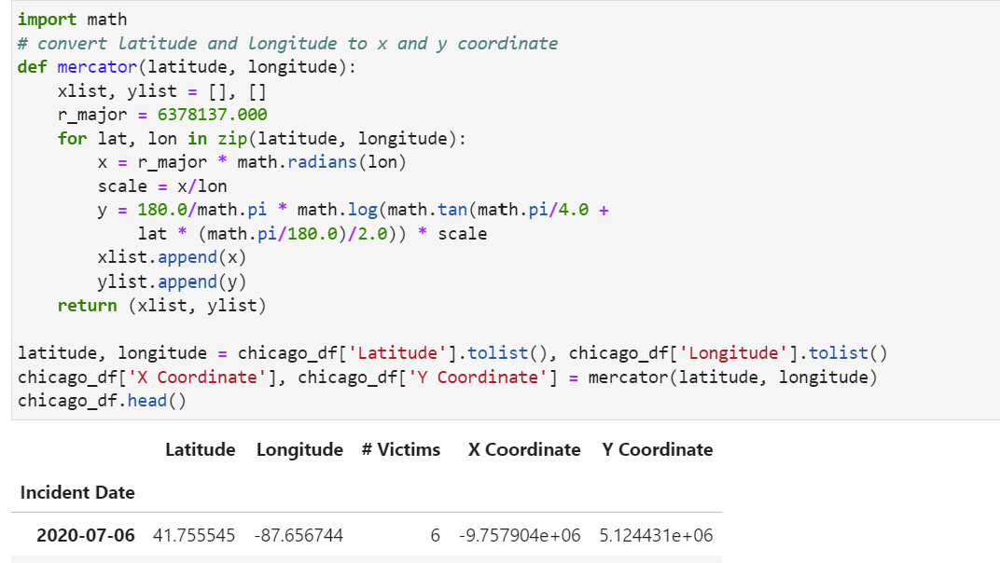 import math
# convert latitude and longitude to x and y coordinate
def mercator(latitude, longitude):
    xlist, ylist = [], []
    r_major = 6378137.000
    for lat, lon in zip(latitude, longitude):
        x = r_major * math.radians(lon)
        scale = x/lon
        y = 180.0/math.pi * math.log(math.tan(math.pi/4.0 +
            lat * (math.pi/180.0)/2.0)) * scale
        xlist.append(x)
        ylist.append(y)
    return (xlist, ylist)
latitude, longitude = chicago_df['Latitude'].tolist(), chicago_df['Longitude'].tolist()
chicago_df['X Coordinate'], chicago_df['Y Coordinate'] = mercator(latitude, longitude)
chicago_df.head()
Latitude Longitude # Victims X Coordinate Y Coordinate
Incident Date
2020-07-06 41.755545 -87.656744 6 -9.757904e+06 5.124431e+06